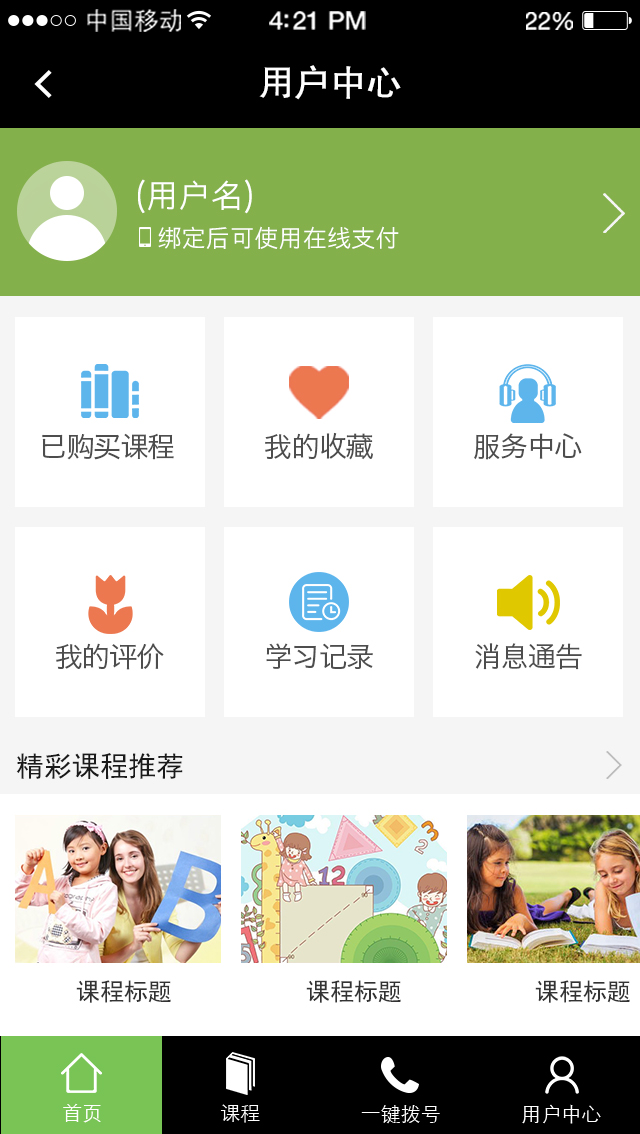 中国移动 4:21 PM 22%
用户中心
(用户名)
绑定后可使用在线支付
已购买课程 我的收藏 服务中心
我的评价 学习记录 消息通告
精彩课程推荐
A B
12 3 2
8
课程标题 课程标题 课程标题
首页 课程 一键拨号 用户中心